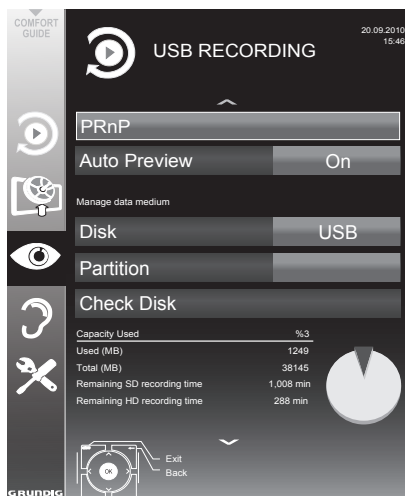 COMFORT
GUIDE
USB RECORDING
20.09.2010
15:46
PRnP
Auto Preview On
Manage data medium
Disk USB
Partition
Check Disk
Capacity Used %3
Used (MB) 1249
Total (MB) 38145
Remaining SD recording time 1,008 min
Remaining HD recording time 288 min
Exit
OK
Back
GRUNDIG